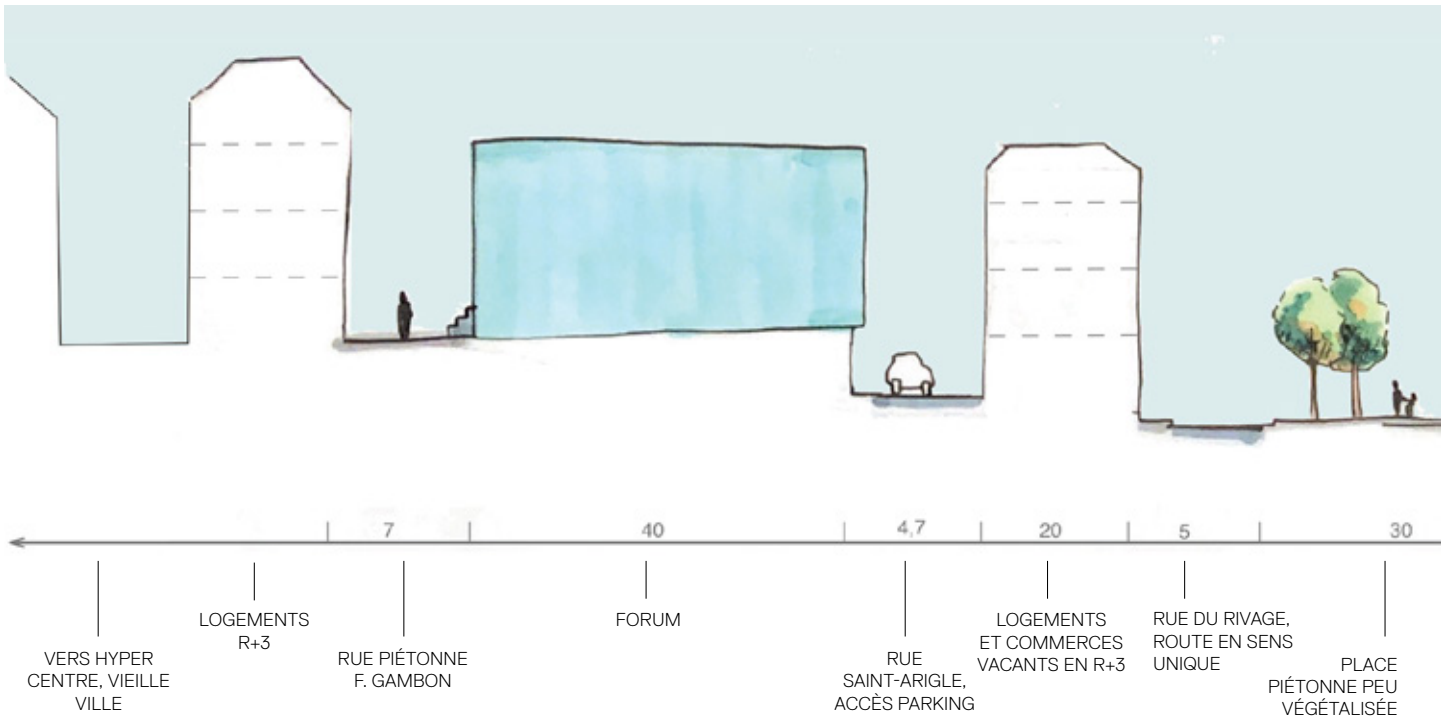 7
40
4,7
20
5
30
VERS HYPER
CENTRE, VIEILLE
VILLE
LOGEMENTS
R+3
RUE PIÉTONNE
F. GAMBON
FORUM
RUE
SAINT-ARIGLE,
ACCÈS PARKING
LOGEMENTS
ET COMMERCES
VACANTS EN R+3
RUE DU RIVAGE,
ROUTE EN SENS
UNIQUE
PLACE
PIÉTONNE PEU
VÉGÉTALISÉE